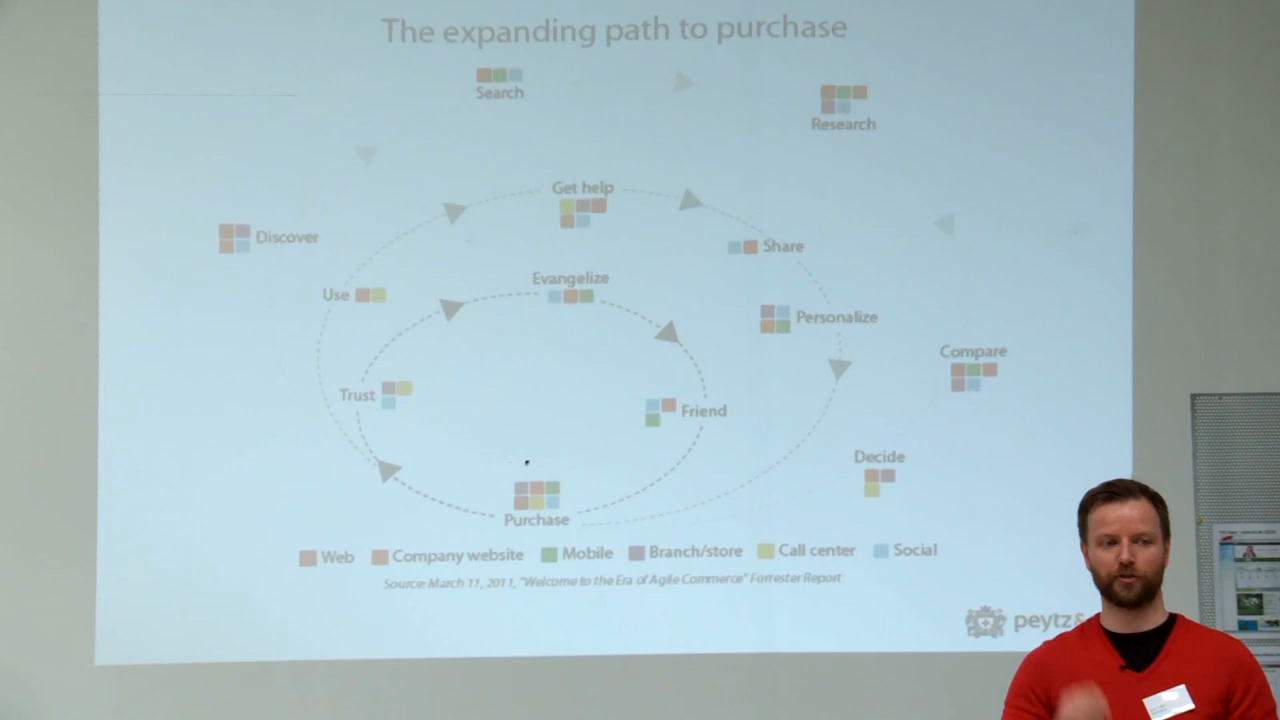 The expanding path to purchase
Search
Research
Get help
Discover
Share
Evangelize
Use
Personalize
Compare
Trust
Friend
Decide
Purchase
Web Company website Mobile Branch/store Call center Social
Source: March 11, 2011, "Welcome to the Era of Agile Commerce" Forrester Report
peytz&